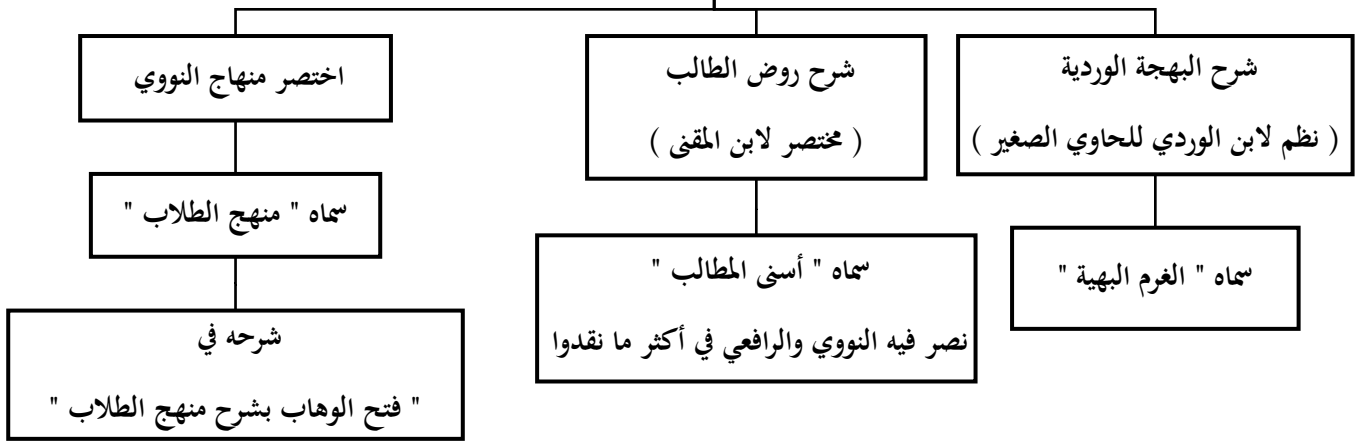 شرح البهجة الوردية
( نظم لابن الوردي للحاوي الصغير )
سماه " الغرم البهية "
شرح روض الطالب
( مختصر لابن المقنى )
سماه " أسنى المطالب "
نصر فيه النووي والرافعي في أكثر ما نقدوا
اختصر منهاج النووي
سماه " منهج الطلاب "
شرحه في
" فتح الوهاب بشرح منهج الطلاب "